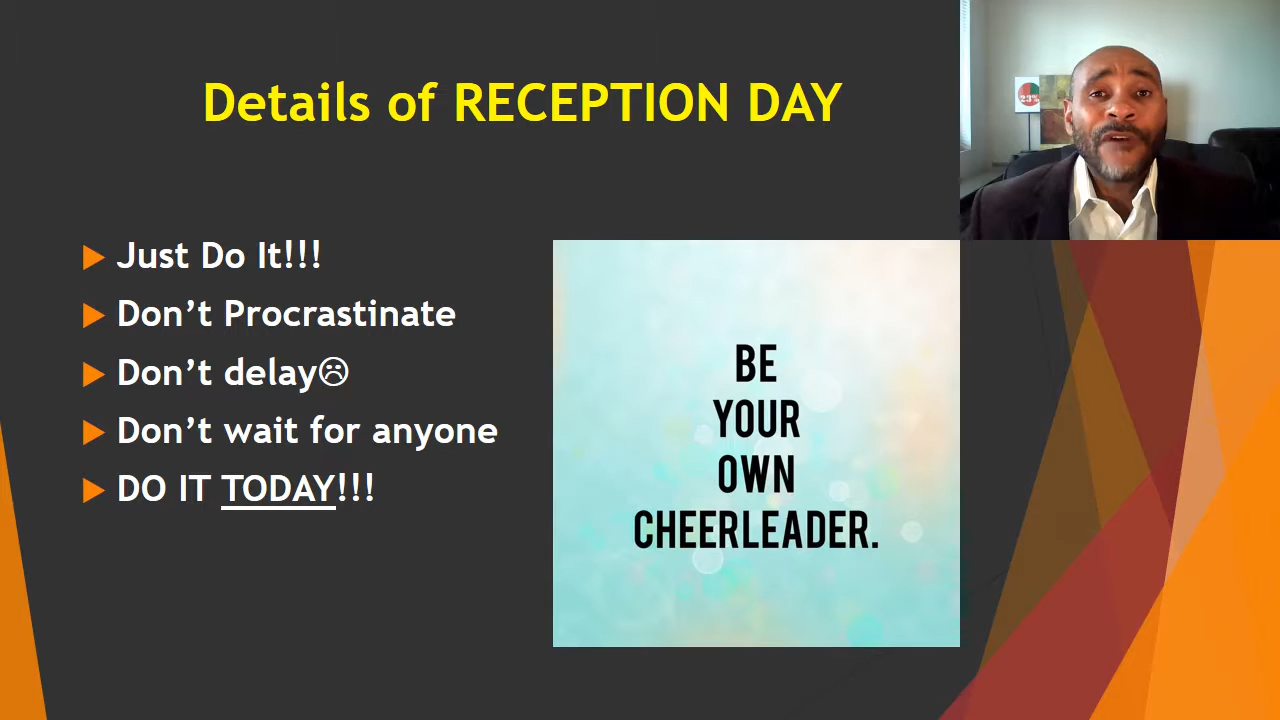 Details of RECEPTION DAY
Just Do It!!!
Don’t Procrastinate
Don’t delay☹
Don’t wait for anyone
DO IT TODAY!!!
BE
YOUR
OWN
CHEERLEADER.